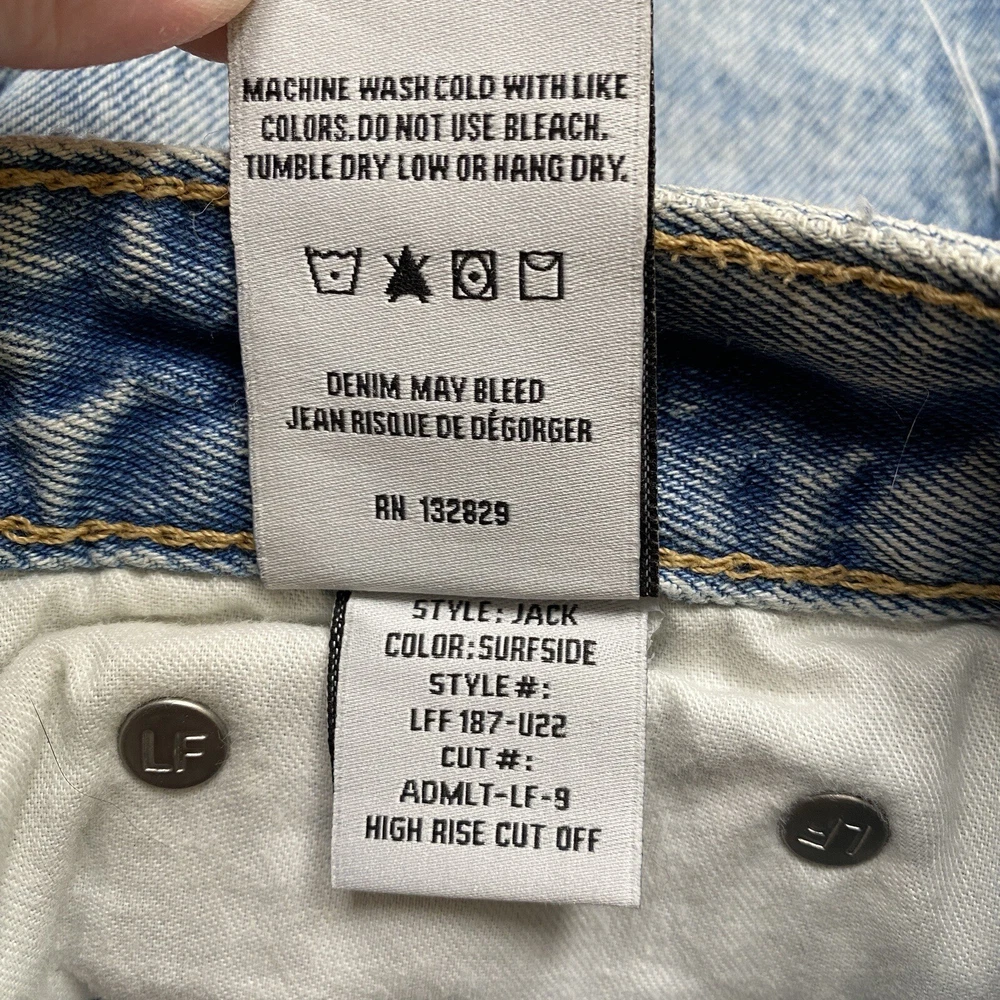 MACHINE WASH COLD WITH LIKE
COLORS. DO NOT USE BLEACH.
TUMBLE DRY LOW OR HANG DRY.
DENIM MAY BLEED
JEAN RISQUE DE DÉGORGER
RN 132829
STYLE: JACK
COLOR: SURFSIDE
STYLE #:
LFF187-U22
CUT #:
ADMLT-LF-9
HIGH RISE CUT OFF
LF
LF